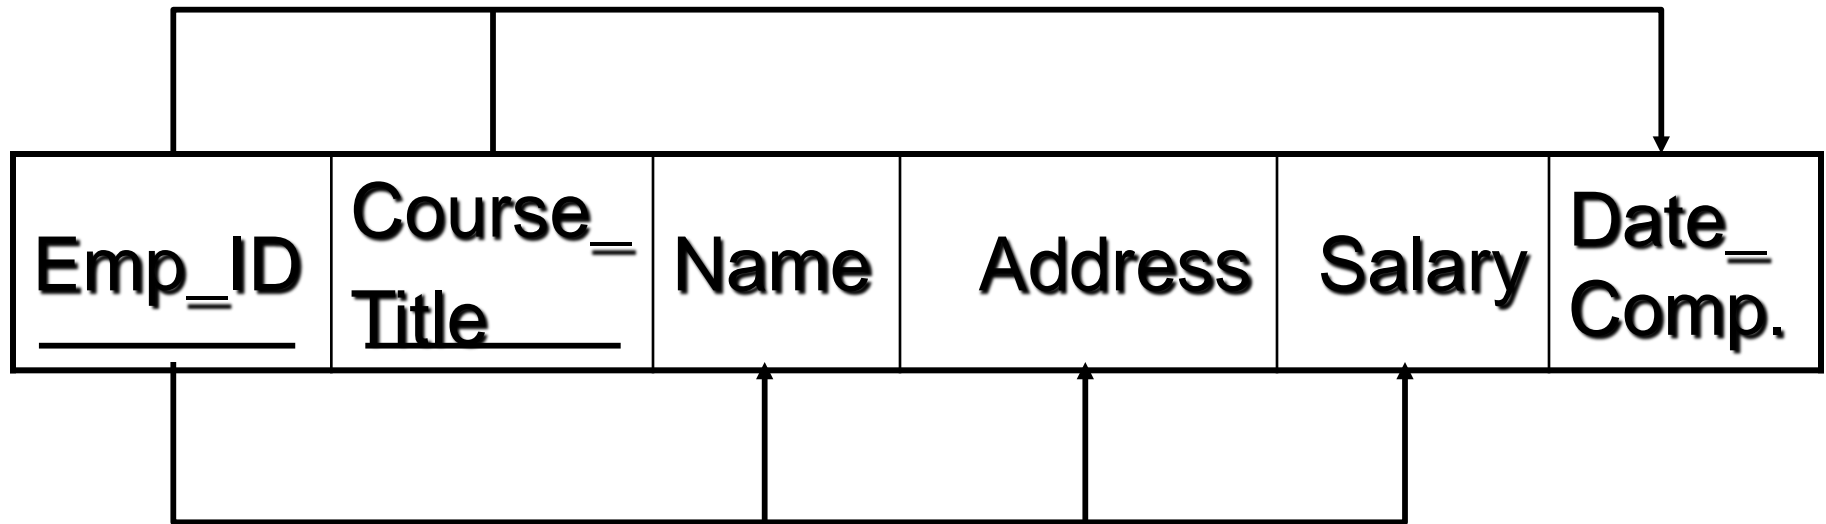 Emp_ID
Course_
Title
Name
Address
Salary
Date_
Comp.